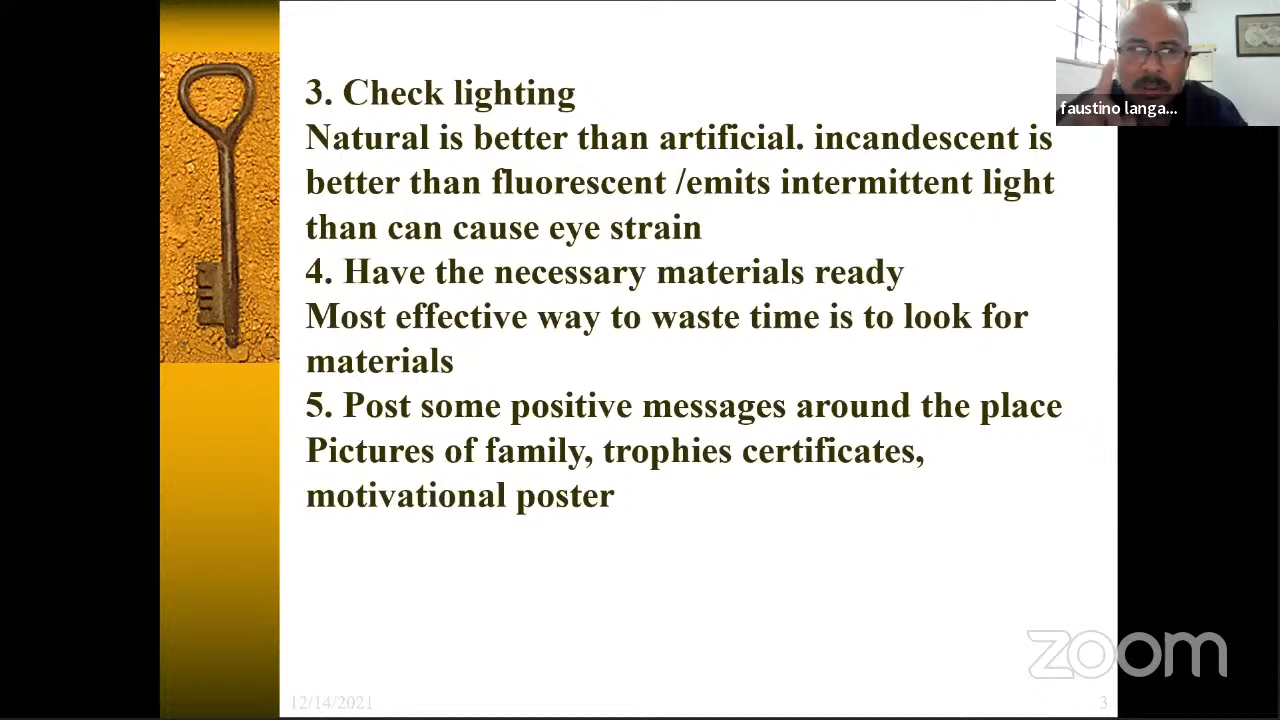 3. Check lighting
Natural is better than artificial. incandescent is
better than fluorescent /emits intermittent light
than can cause eye strain
4. Have the necessary materials ready
Most effective way to waste time is to look for
materials
5. Post some positive messages around the place
Pictures of family, trophies certificates,
motivational poster
faustino langa...
zoom
12/14/2021
3